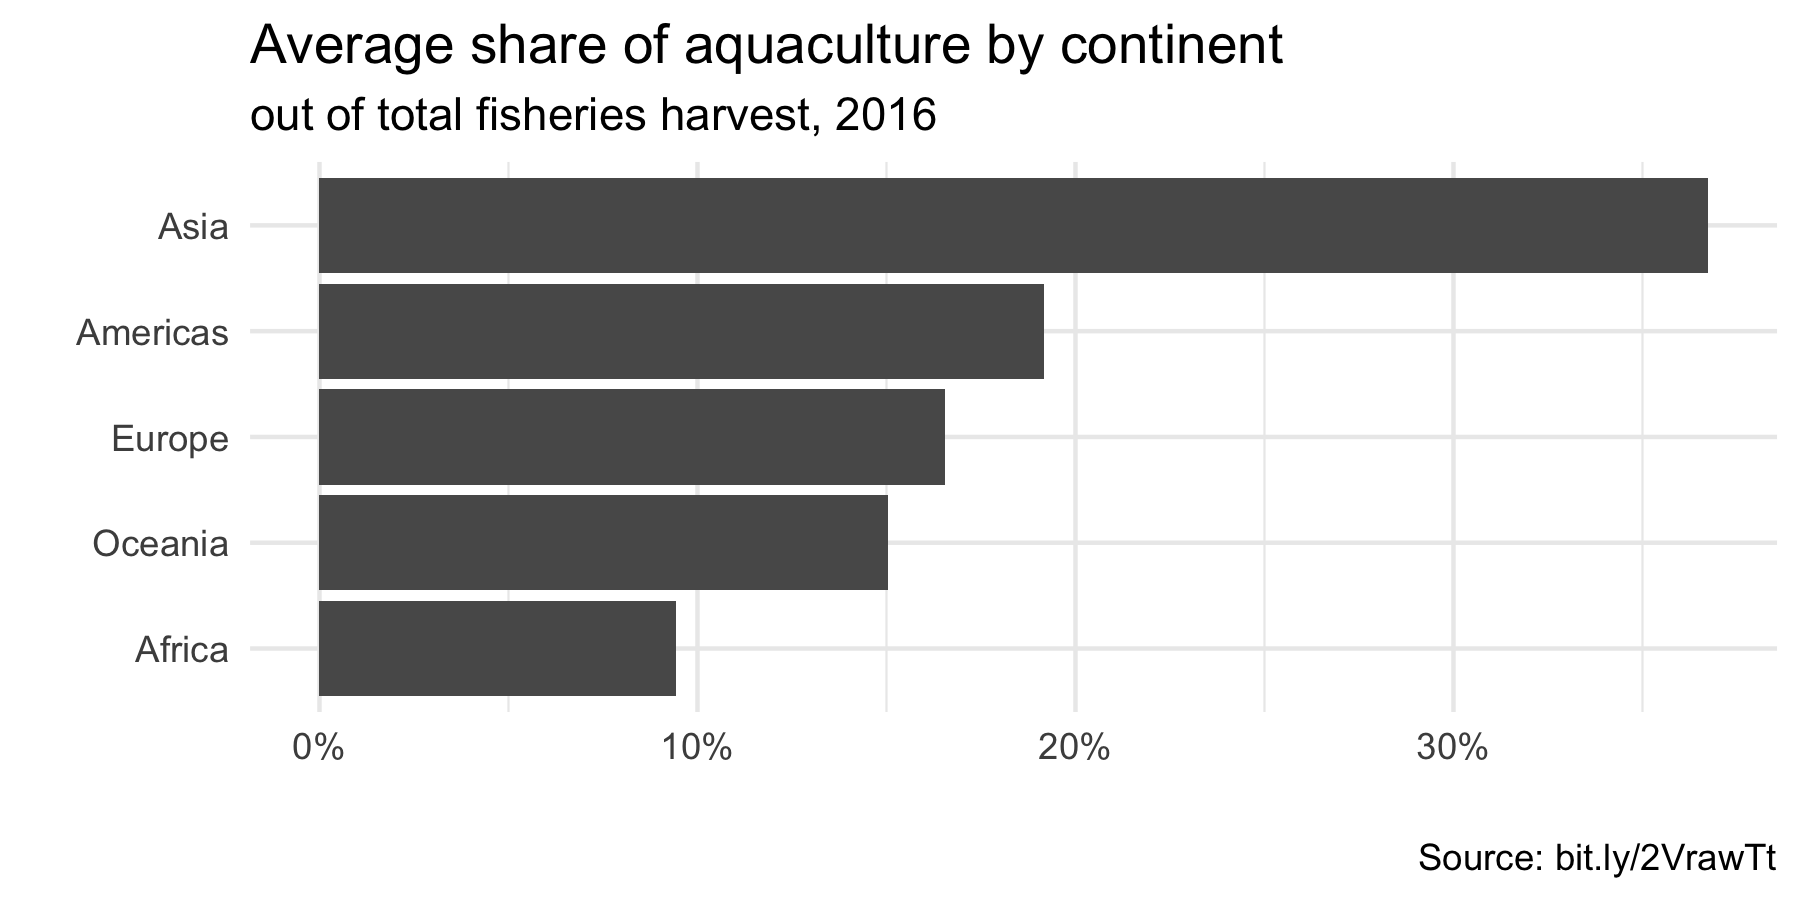 Average share of aquaculture by continent
out of total fisheries harvest, 2016
Asia
Americas
Europe
Oceania
Africa
0% 10% 20% 30%
Source: bit.ly/2VrawTt